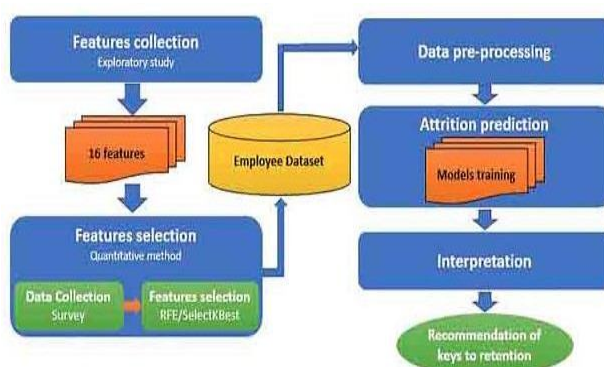 Features collection
Exploratory study
16 features
Features selection
Quantitative method
Data Collection
Survey
Features selection
RFE/SelectKBest
Employee Dataset
Data pre-processing
Attrition prediction
Models training
Interpretation
Recommendation of
keys to retention